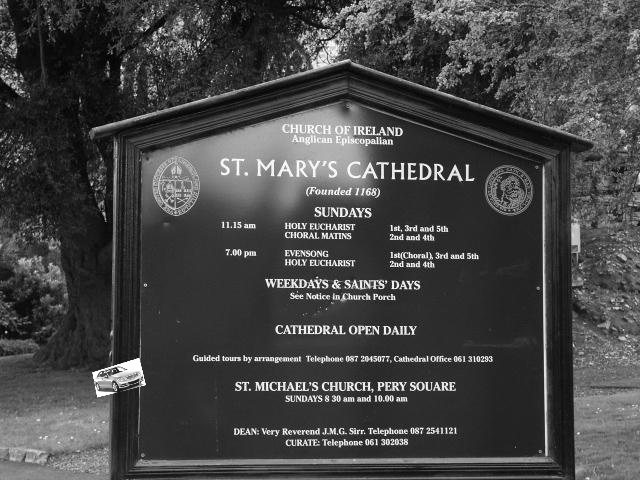 CHURCH OF IRELAND
Anglican Episcopalian
ST. MARY'S CATHEDRAL
(Founded 1168)
SUNDAYS
11.15 am HOLY EUCHARIST 1st, 3rd and 5th
CHORAL MATINS 2nd and 4th
7.00 pm EVENSONG 1st(Choral), 3rd and 5th
HOLY EUCHARIST 2nd and 4th
WEEKDAYS & SAINTS' DAYS
See Notice in Church Porch
CATHEDRAL OPEN DAILY
Guided tours by arrangement Telephone 087 2045077, Cathedral Office 061 310293
ST. MICHAEL'S CHURCH, PERY SQUARE
SUNDAYS 8 30 am and 10.00 am
DEAN: Very Reverend J.M.G. Sirr. Telephone 087 2541121
CURATE: Telephone 061 302038